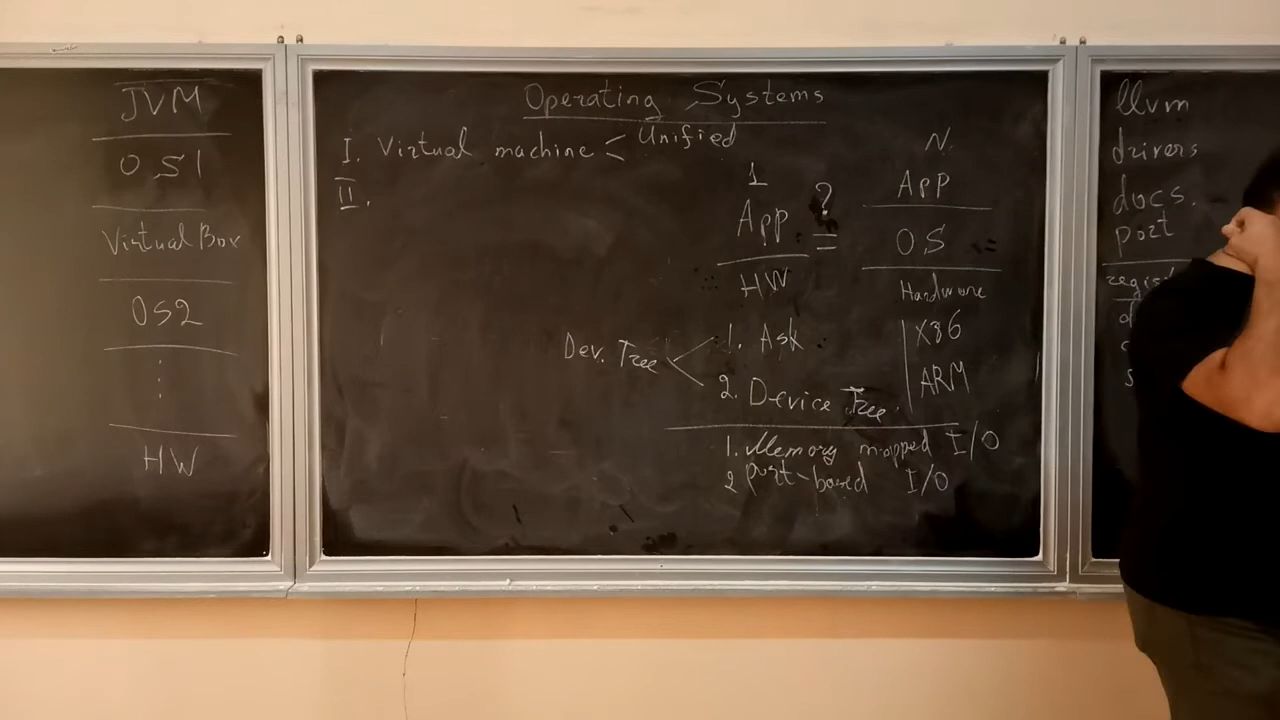 JVM
OS1
VirtualBox
OS2
HW
Operating Systems
I. Virtual machine < Unified
II.
1
App
HW
?
=
N.
App
OS
Hardware
x86
ARM
Dev. Tree
1. Ask
2. Device Tree.
1. Memory mapped I/O
2 port-based I/O
llvm
drivers
docs.
port